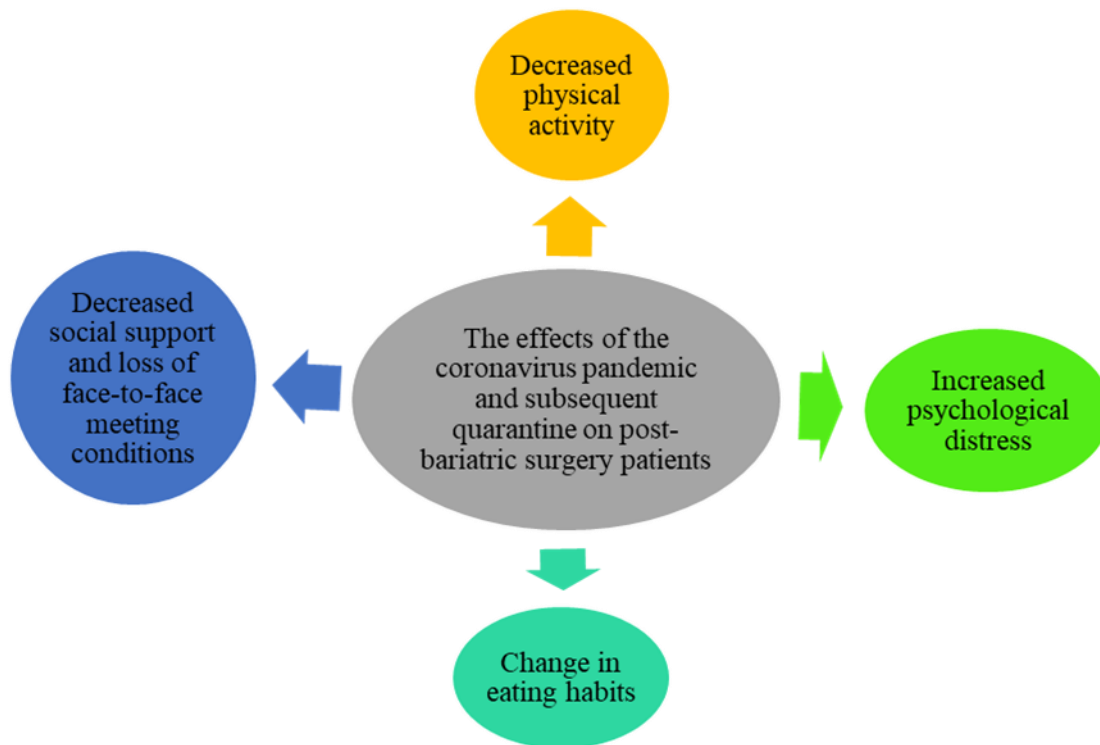 Decreased
physical
activity
Decreased
social support
and loss of
face-to-face
meeting
conditions
The effects of the
coronavirus pandemic
and subsequent
quarantine on post-
bariatric surgery patients
Increased
psychological
distress
Change in
eating habits